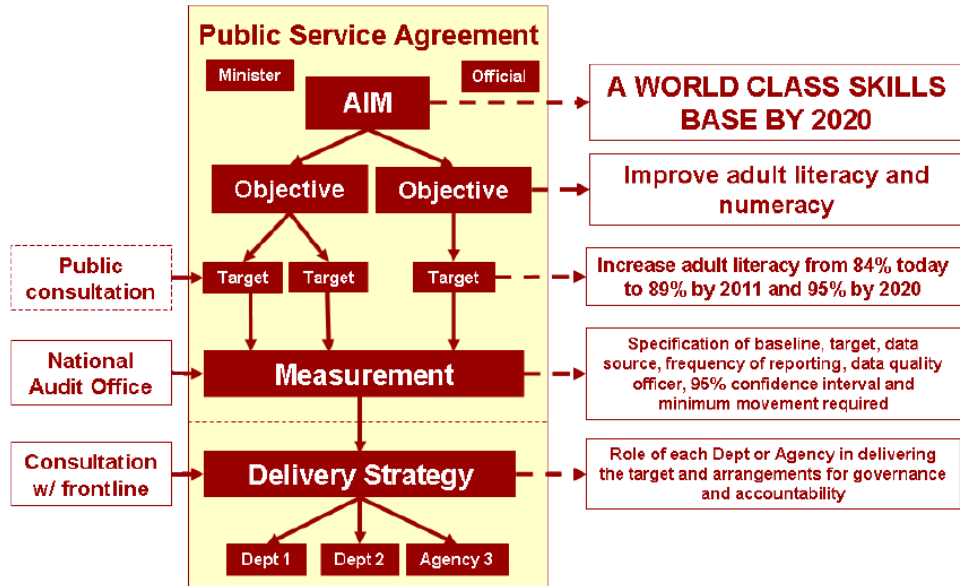 Public Service Agreement
Minister
Official
AIM
A WORLD CLASS SKILLS
BASE BY 2020
Objective
Objective
Improve adult literacy and
numeracy
Public
consultation
Target
Target
Target
Increase adult literacy from 84% today
to 89% by 2011 and 95% by 2020
National
Audit Office
Measurement
Specification of baseline, target, data
source, frequency of reporting, data quality
officer, 95% confidence interval and
minimum movement required
Consultation
w/ frontline
Delivery Strategy
Role of each Dept or Agency in delivering
the target and arrangements for governance
and accountability
Dept 1
Dept 2
Agency 3